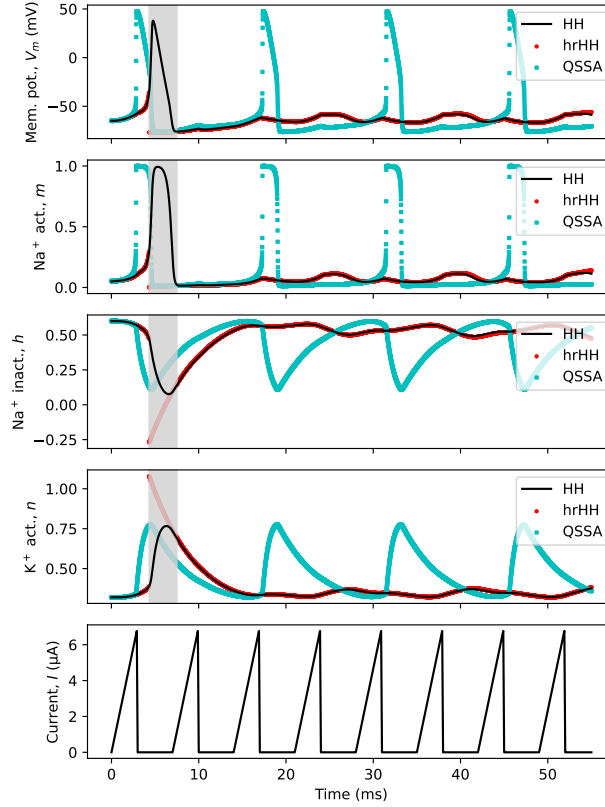 50
0
−50
Mem. pot., Vm (mV)
HH
hrHH
QSSA
1.0
0.5
0.0
Na+ act., m
HH
hrHH
QSSA
0.50
0.25
0.00
−0.25
Na+ inact., h
HH
hrHH
QSSA
1.00
0.75
0.50
K+ act., n
HH
hrHH
QSSA
6
4
2
0
Current, I (μA)
0 10 20 30 40 50
Time (ms)